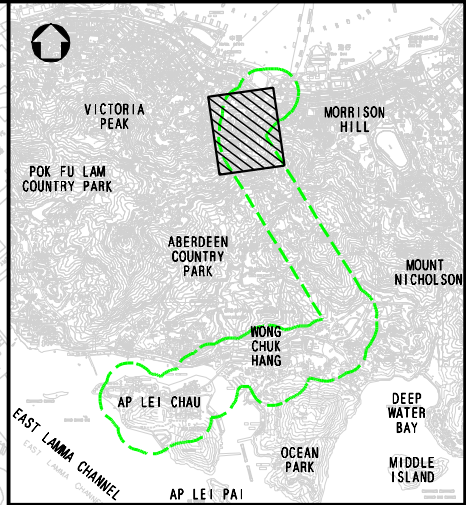 VICTORIA
PEAK
MORRISON
HILL
POK FU LAM
COUNTRY PARK
ABERDEEN
COUNTRY
PARK
MOUNT
NICHOLSON
WONG
CHUK
HANG
AP LEI CHAU
DEEP
WATER
BAY
EAST LAMMA CHANNEL
EAST LAMMA CHANNEL
OCEAN
PARK
MIDDLE
ISLAND
AP LEI PAI